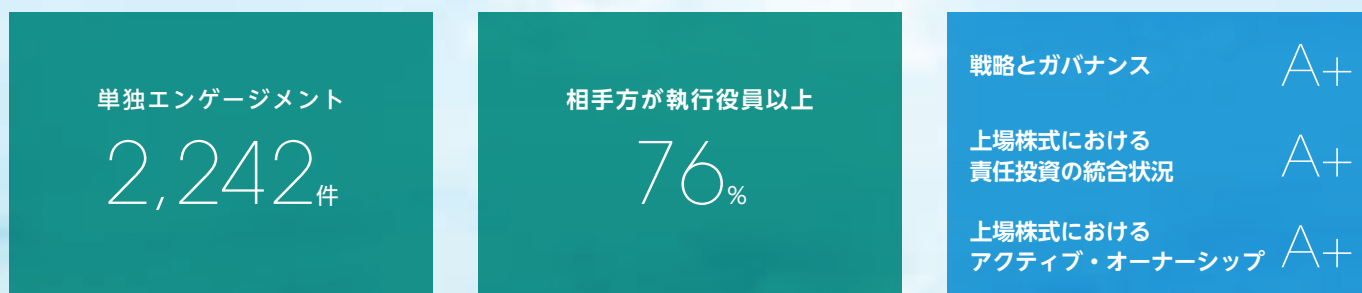 単独エンゲージメント
2,242件
相手方が執行役員以上
76%
戦略とガバナンス A+
上場株式における
責任投資の統合状況 A+
上場株式における
アクティブ・オーナーシップ A+